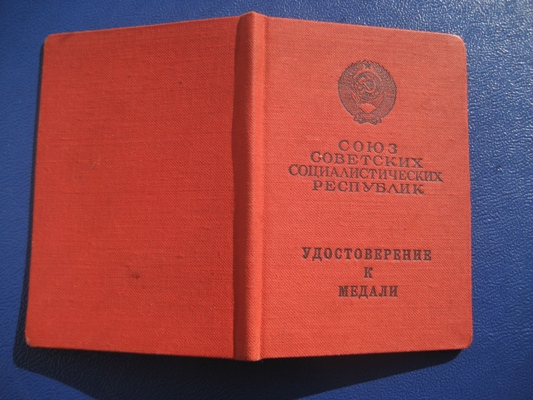 СОЮЗ
СОВЕТСКИХ
СОЦИАЛИСТИЧЕСКИХ
РЕСПУБЛИК
УДОСТОВЕРЕНИЕ
К
МЕДАЛИ